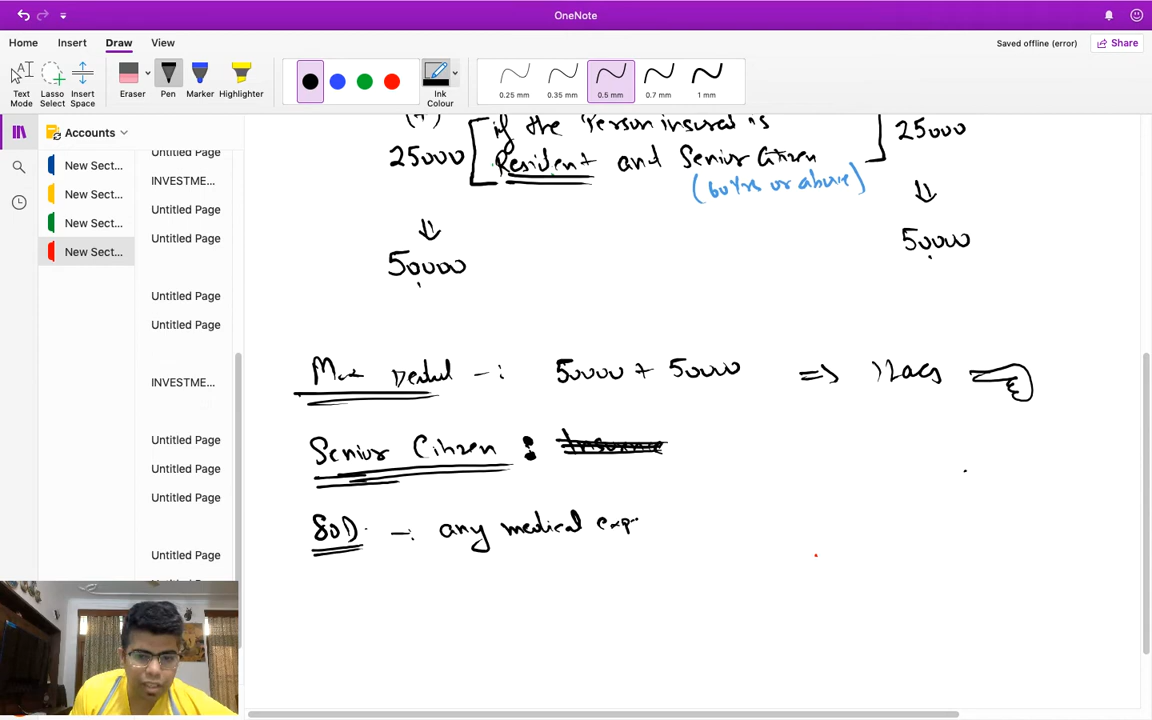 OneNote
Home Insert Draw View
Saved offline (error) Share
Text Mode
Lasso Select
Insert Space
Eraser
Pen
Marker
Highlighter
Ink Colour
0.25 mm 0.35 mm 0.5 mm 0.7 mm 1 mm
Accounts
New Sect...
New Sect...
New Sect...
New Sect...
Untitled Page
INVESTME...
Untitled Page
Untitled Page
Untitled Page
Untitled Page
INVESTME...
Untitled Page
Untitled Page
Untitled Page
Untitled Page
if the Person insured is
25000
25000 Resident and Senior Citizen
(60 Yrs or above)
50000
50000
50000 + 50000 => 1 Lacs
Senior Citizen :
80D -: any medical exp